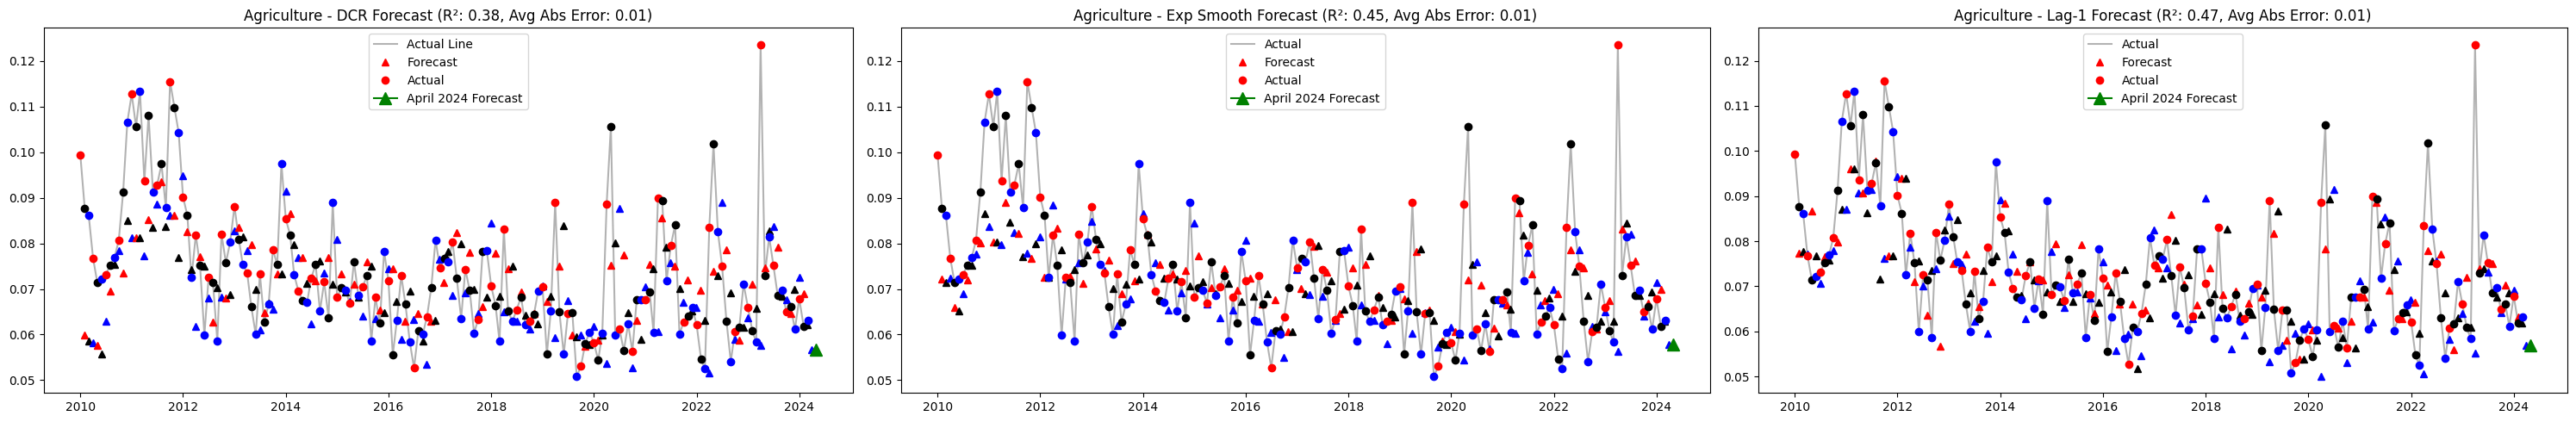 Agriculture - DCR Forecast (R²: 0.38, Avg Abs Error: 0.01)
Actual Line
Forecast
Actual
April 2024 Forecast
0.12
0.11
0.10
0.09
0.08
0.07
0.06
0.05
2010 2012 2014 2016 2018 2020 2022 2024
Agriculture - Exp Smooth Forecast (R²: 0.45, Avg Abs Error: 0.01)
Actual
Forecast
Actual
April 2024 Forecast
0.12
0.11
0.10
0.09
0.08
0.07
0.06
0.05
2010 2012 2014 2016 2018 2020 2022 2024
Agriculture - Lag-1 Forecast (R²: 0.47, Avg Abs Error: 0.01)
Actual
Forecast
Actual
April 2024 Forecast
0.12
0.11
0.10
0.09
0.08
0.07
0.06
0.05
2010 2012 2014 2016 2018 2020 2022 2024